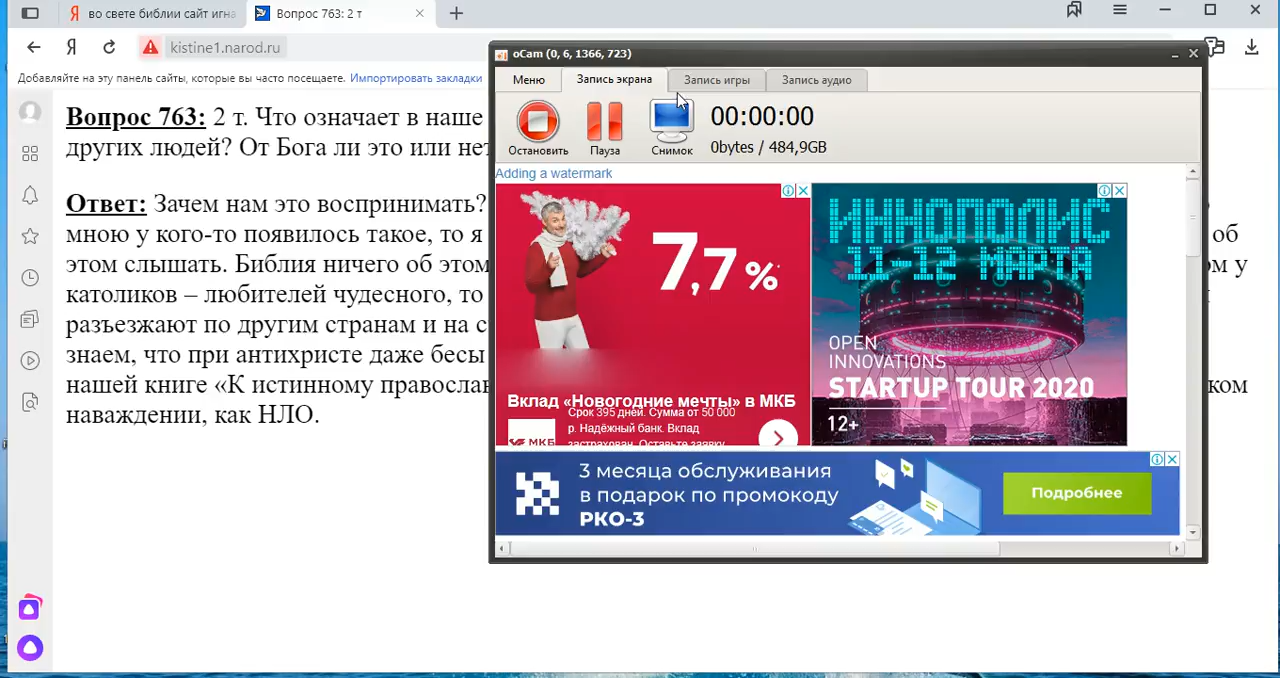 во свете библии сайт игна
Вопрос 763: 2 т
kistine1.narod.ru
Добавляйте на эту панель сайты, которые вы часто посещаете. Импортировать закладки
Вопрос 763: 2 т. Что означает в наше
других людей? От Бога ли это или нет
Ответ: Зачем нам это воспринимать?
мною у кого-то появилось такое, то я
об
этом слышать. Библия ничего об этом
у
католиков – любителей чудесного, то
разъезжают по другим странам и на с
знаем, что при антихристе даже бесы
нашей книге «К истинному правослаb
ком
наваждении, как НЛО.
oCam (0, 6, 1366, 723)
Меню
Запись экрана
Запись игры
Запись аудио
Остановить
Пауза
Снимок
00:00:00
0bytes / 484,9GB
Adding a watermark
7,7%
Вклад «Новогодние мечты» в МКБ
Срок 395 дней. Сумма от 50 000
р. Надёжный банк. Вклад
застрахован. Оставьте заявку
МКБ
ИННОПОЛИС
11-12 МАРТА
OPEN
INNOVATIONS
STARTUP TOUR 2020
12+
3 месяца обслуживания
в подарок по промокоду
РКО-3
Подробнее